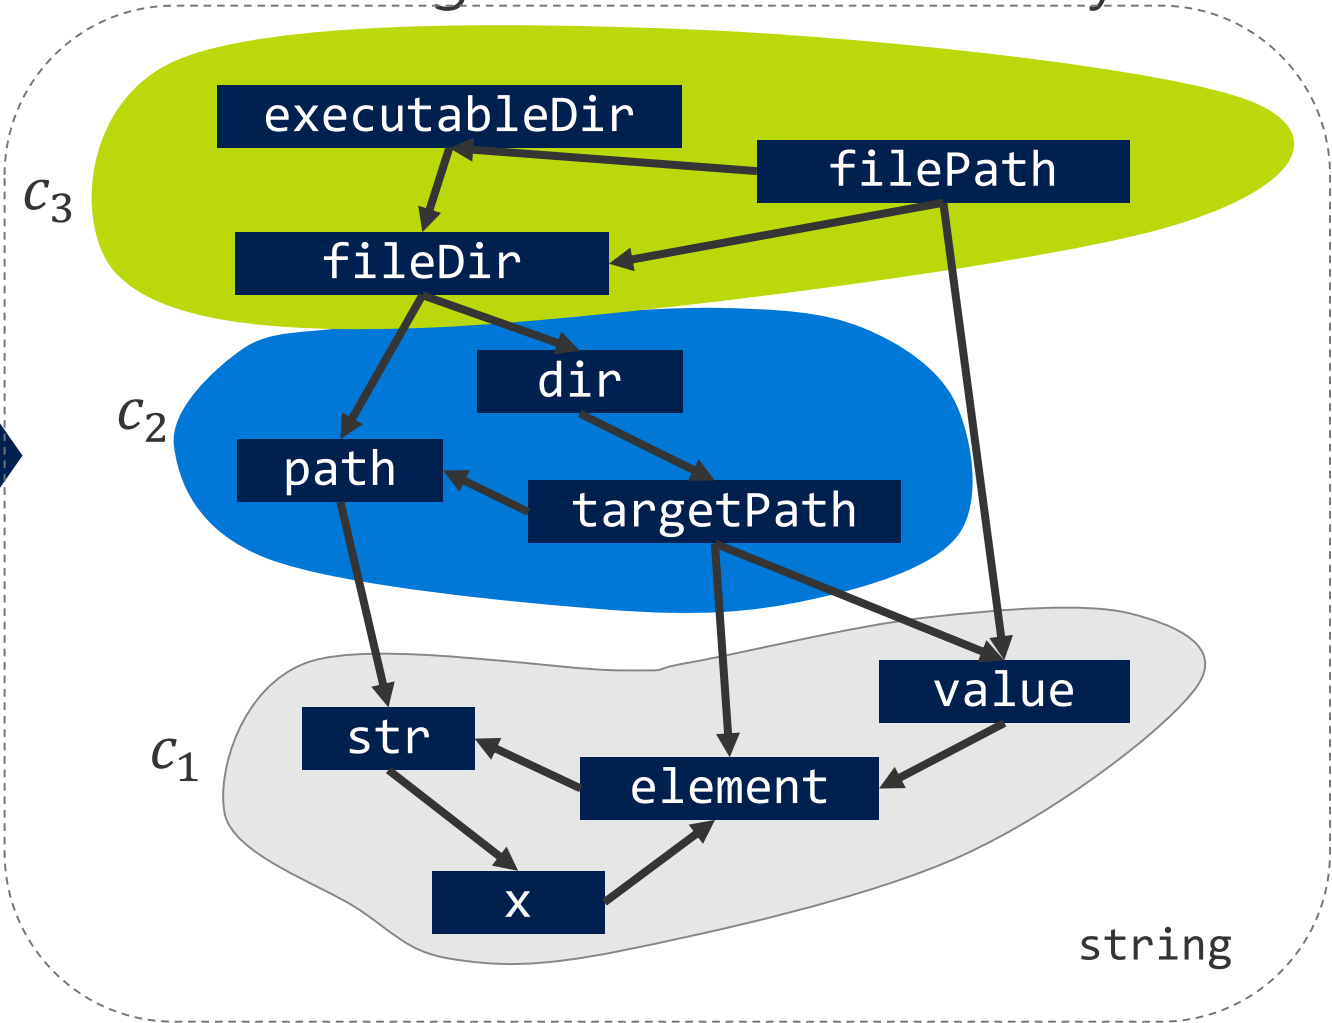 executableDir
filePath
c3
fileDir
dir
c2
path
targetPath
value
str
c1
element
x
string